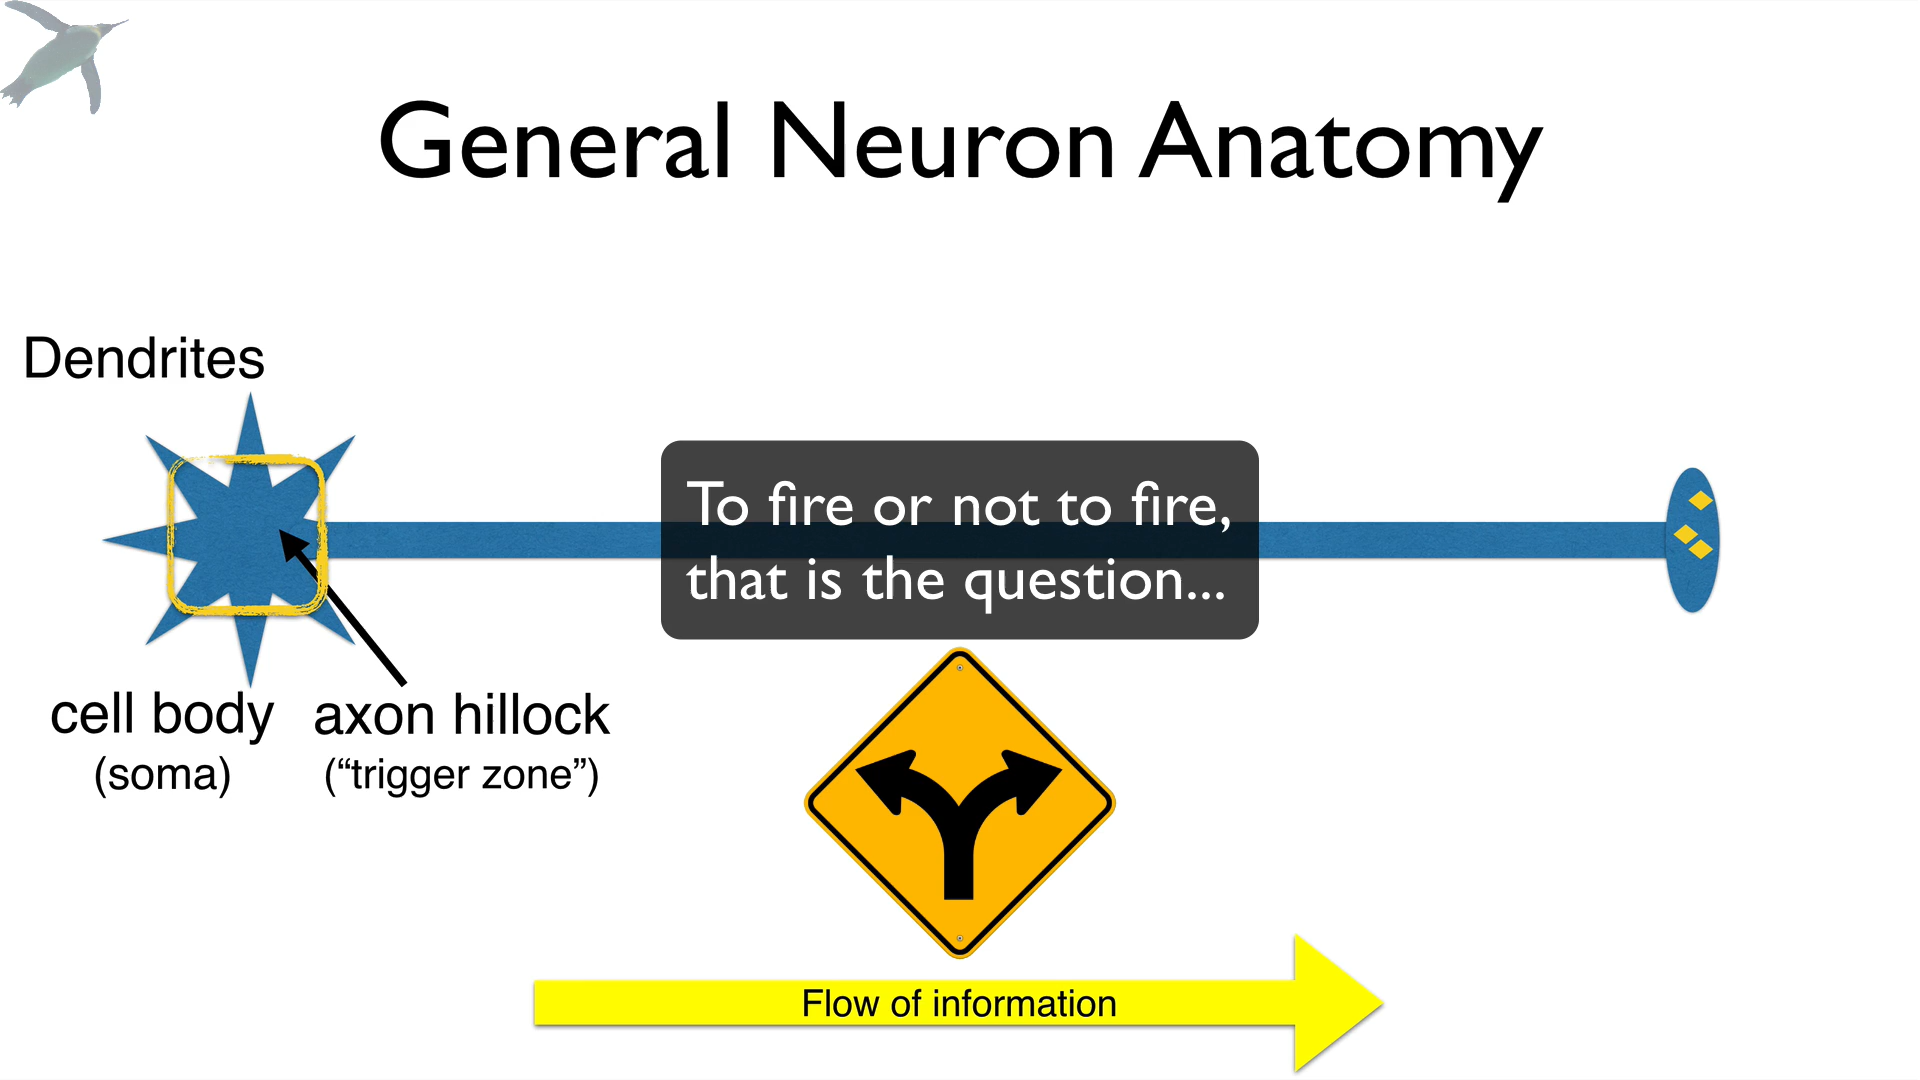 General Neuron Anatomy
Dendrites
To fire or not to fire,
that is the question...
cell body
(soma)
axon hillock
(“trigger zone”)
Flow of information